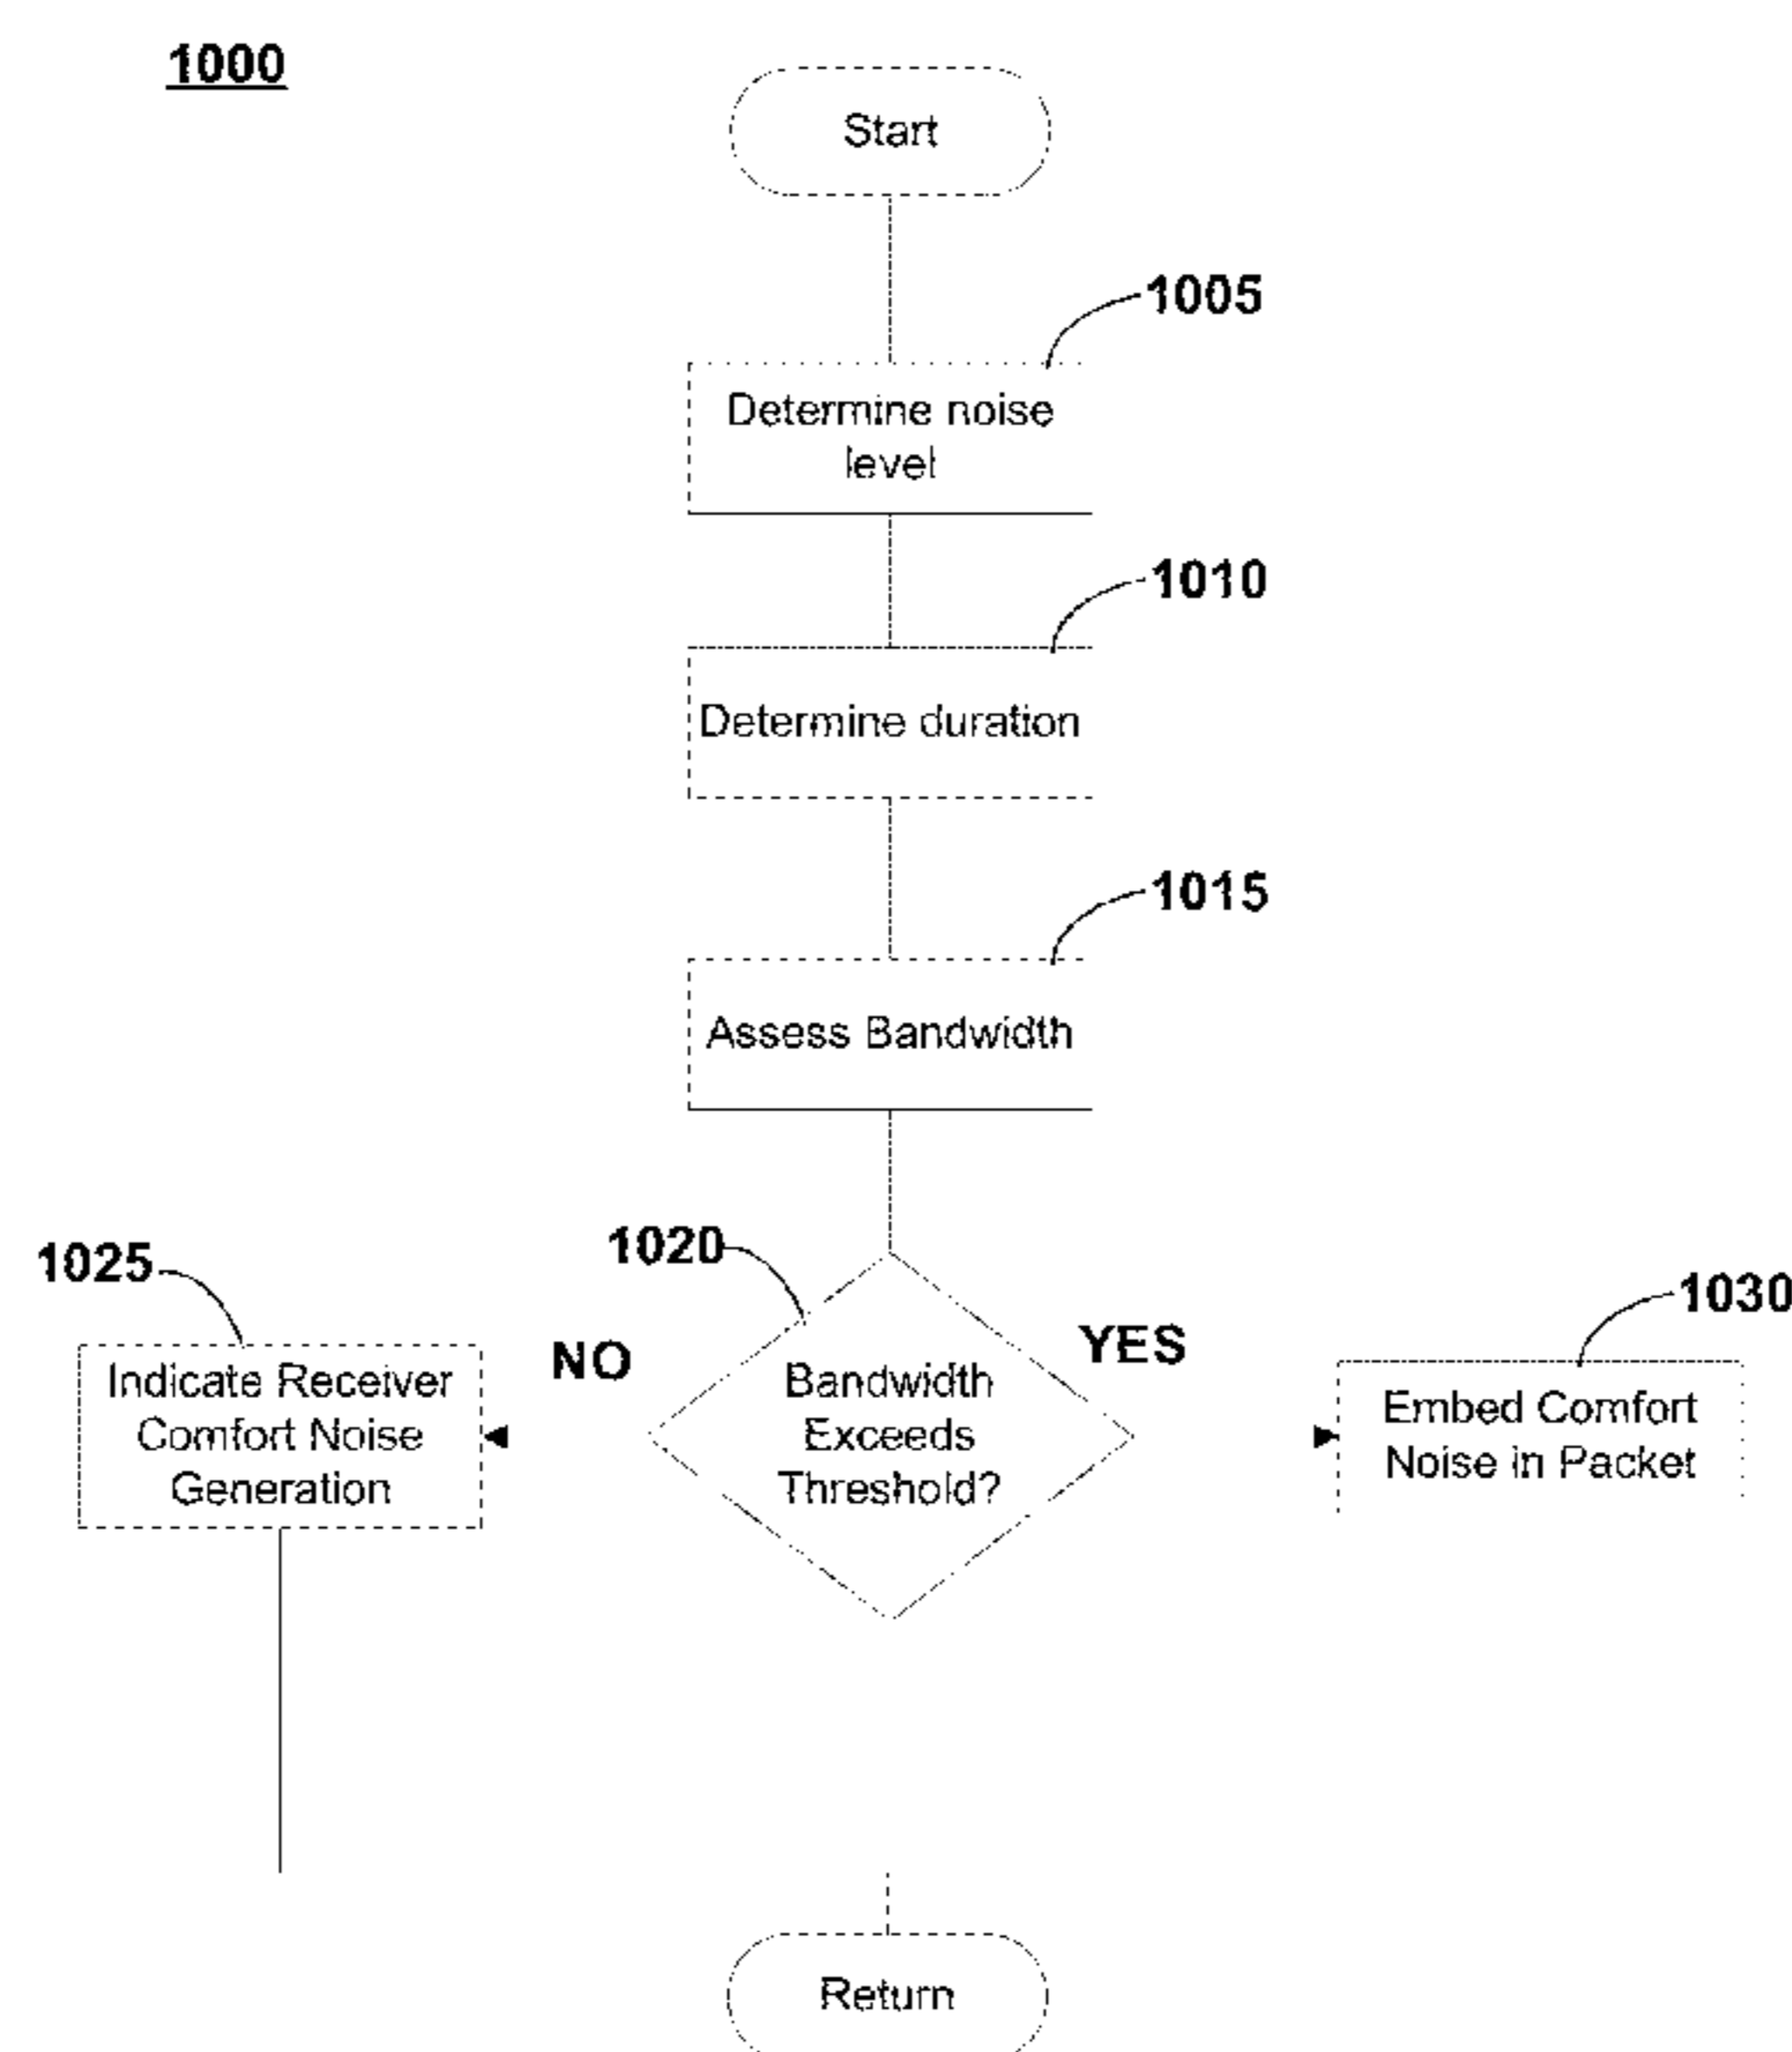 1000
Start
1005
Determine noise
level
1010
Determine duration
1015
Assess Bandwidth
1020
1025
1030
NO
YES
Indicate Receiver
Comfort Noise
Generation
Bandwidth
Exceeds
Threshold?
Embed Comfort
Noise in Packet
Return